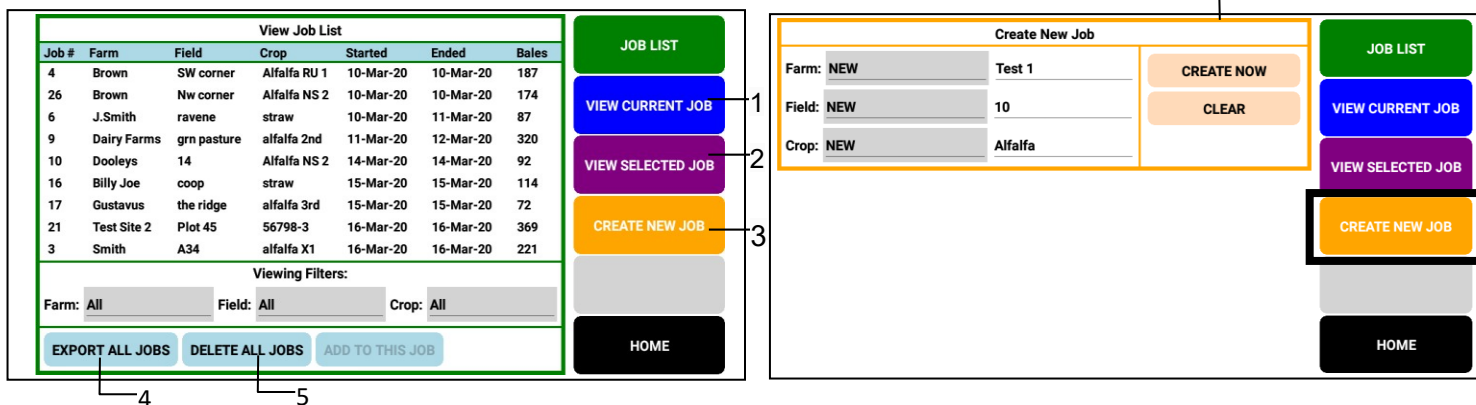 View Job List
Job # Farm Field Crop Started Ended Bales
4 Brown SW corner Alfalfa RU 1 10-Mar-20 10-Mar-20 187
26 Brown Nw corner Alfalfa NS 2 10-Mar-20 10-Mar-20 174
6 J.Smith ravene straw 10-Mar-20 11-Mar-20 87
9 Dairy Farms grn pasture alfalfa 2nd 11-Mar-20 12-Mar-20 320
10 Dooleys 14 Alfalfa NS 2 14-Mar-20 14-Mar-20 92
16 Billy Joe coop straw 15-Mar-20 15-Mar-20 114
17 Gustavus the ridge alfalfa 3rd 15-Mar-20 15-Mar-20 72
21 Test Site 2 Plot 45 56798-3 16-Mar-20 16-Mar-20 369
3 Smith A34 alfalfa X1 16-Mar-20 16-Mar-20 221
Viewing Filters:
Farm: All Field: All Crop: All
EXPORT ALL JOBS DELETE ALL JOBS ADD TO THIS JOB
4 5
JOB LIST
VIEW CURRENT JOB 1
VIEW SELECTED JOB 2
CREATE NEW JOB 3
HOME
Create New Job
Farm: NEW Test 1 CREATE NOW
Field: NEW 10 CLEAR
Crop: NEW Alfalfa
JOB LIST
VIEW CURRENT JOB
VIEW SELECTED JOB
CREATE NEW JOB
HOME